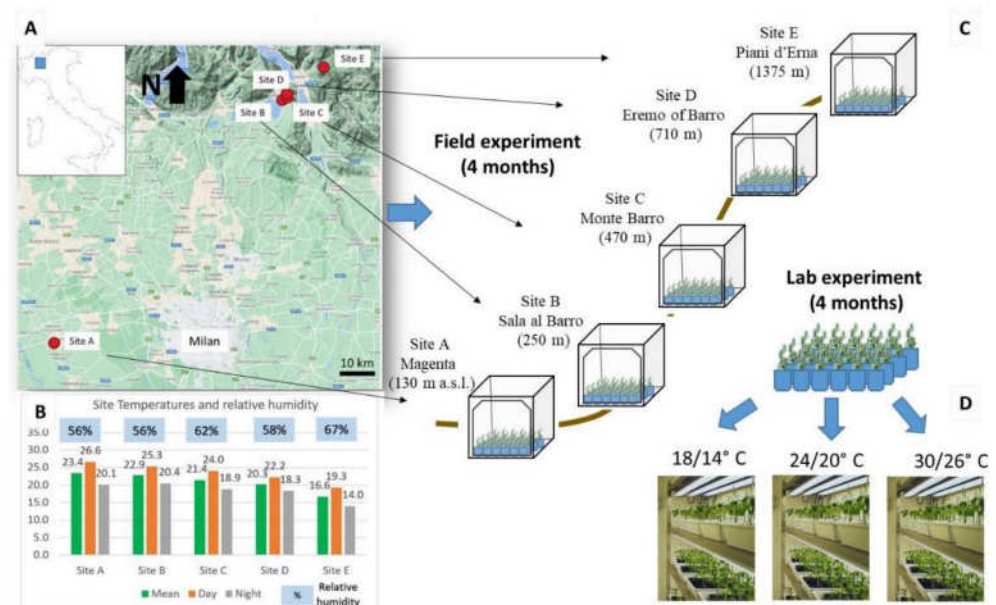 A
N
Site E
Site D
Site B
Site C
Site A
Milan
10 km
Field experiment
(4 months)
C
Site E
Piani d'Erna
(1375 m)
Site D
Eremo of Barro
(710 m)
Site C
Monte Barro
(470 m)
Site B
Sala al Barro
(250 m)
Site A
Magenta
(130 m a.s.l.)
Lab experiment
(4 months)
B
Site Temperatures and relative humidity
35.0
30.0
25.0
20.0
15.0
10.0
5.0
0.0
56% 56% 62% 58% 67%
23.4 26.6 20.1
22.9 25.3 20.4
21.4 24.0 18.9
20.3 22.2 18.3
16.6 19.3 14.0
Site A Site B Site C Site D Site E
Mean Day Night % Relative
humidity
D
18/14° C 24/20° C 30/26° C